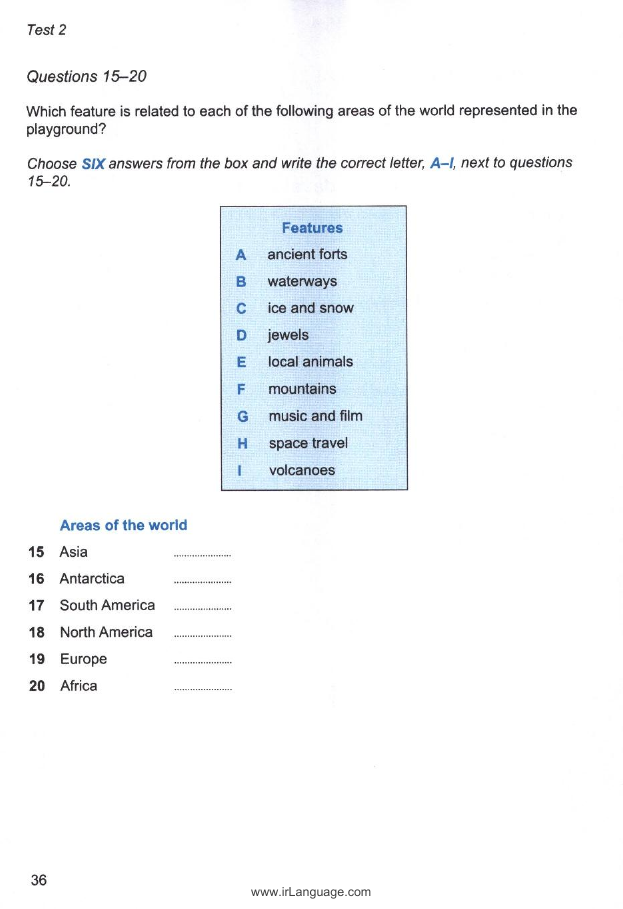 Test 2
Questions 15–20
Which feature is related to each of the following areas of the world represented in the
playground?
Choose SIX answers from the box and write the correct letter, A–I, next to questions
15–20.
Features
A ancient forts
B waterways
C ice and snow
D jewels
E local animals
F mountains
G music and film
H space travel
I volcanoes
Areas of the world
15 Asia ......................
16 Antarctica ......................
17 South America ......................
18 North America ......................
19 Europe ......................
20 Africa ......................
36
www.irLanguage.com